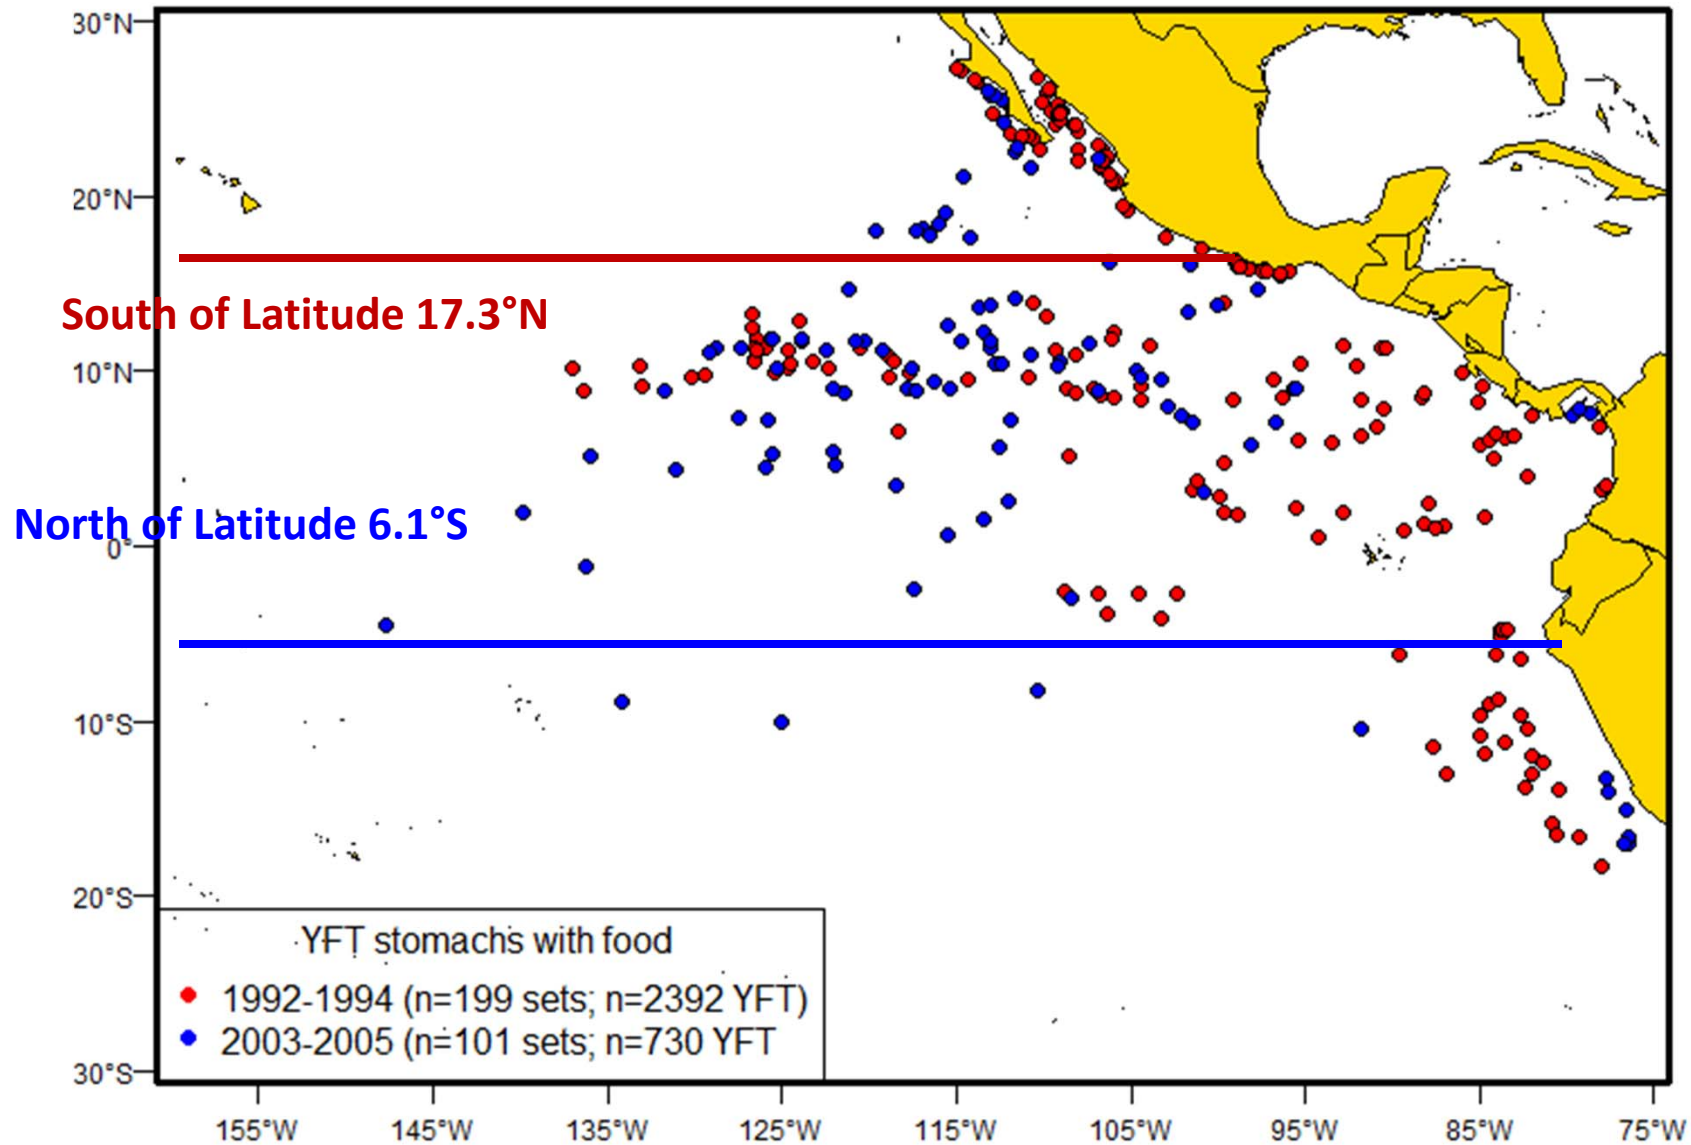 30°N
20°N
South of Latitude 17.3°N
10°N
North of Latitude 6.1°S
0°
10°S
20°S
YFT stomachs with food
1992-1994 (n=199 sets; n=2392 YFT)
2003-2005 (n=101 sets; n=730 YFT
30°S
155°W 145°W 135°W 125°W 115°W 105°W 95°W 85°W 75°W